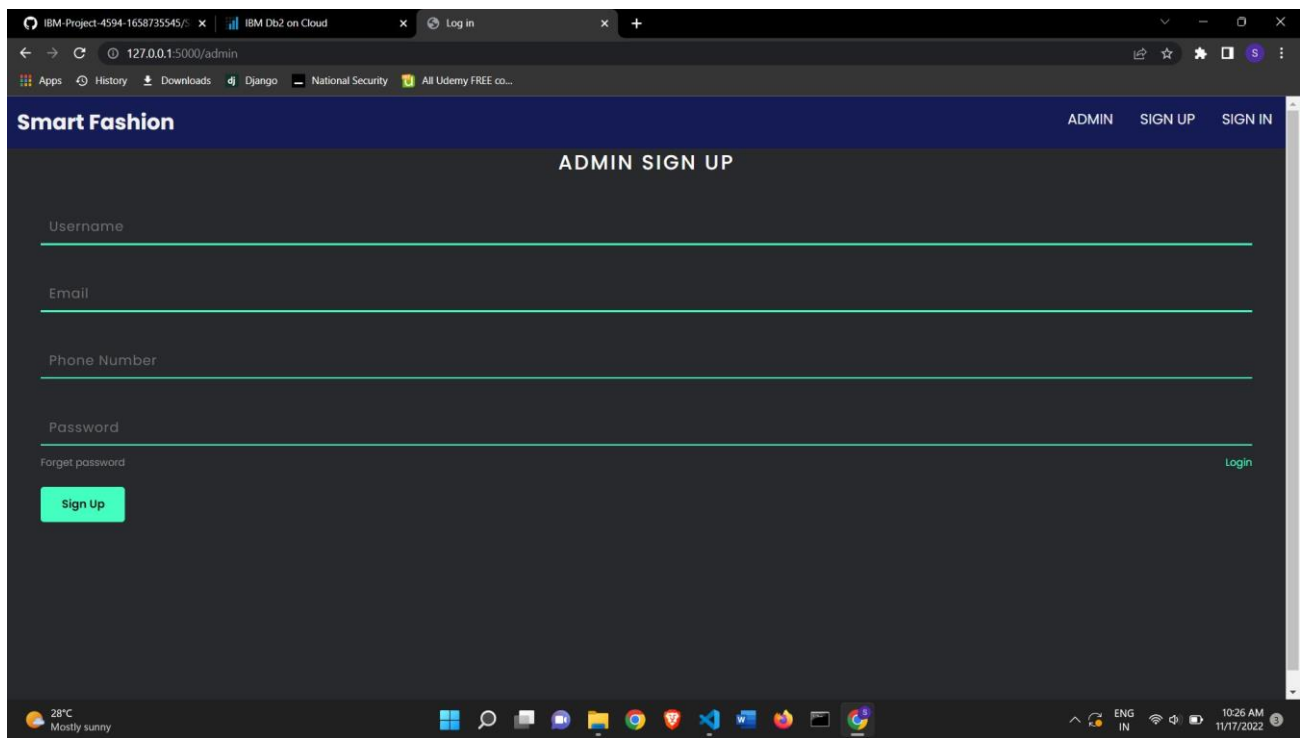 IBM-Project-4594-1658735545/S
IBM Db2 on Cloud
Log in
127.0.0.1:5000/admin
S
Apps History Downloads dj Django National Security All Udemy FREE co...
Smart Fashion
ADMIN SIGN UP SIGN IN
ADMIN SIGN UP
Username
Email
Phone Number
Password
Forget password
Login
Sign Up
28°C
Mostly sunny
ENG
IN
10:26 AM
11/17/2022
3